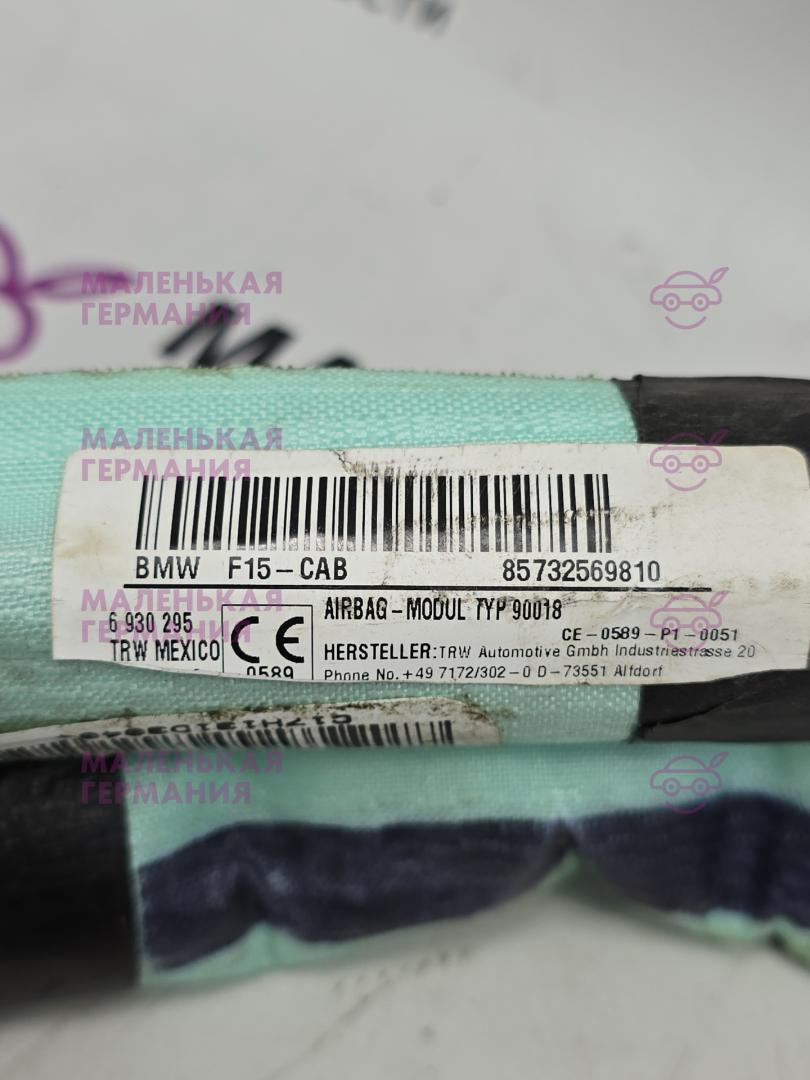 МАЛЕНЬКАЯ
ГЕРМАНИЯ
МАЛЕНЬКАЯ
ГЕРМАНИЯ
BMW F15-CAB 85732569810
6 930 295
TRW MEXICO
CE
0589
AIRBAG-MODUL TYP 90018
CE-0589-P1-0051
HERSTELLER: TRW Automotive Gmbh Industriestrasse 20
Phone No. +49 7172/302-0 D-73551 Alfdorf
МАЛЕНЬКАЯ
ГЕРМАНИЯ
МАЛЕНЬКАЯ
ГЕРМАНИЯ